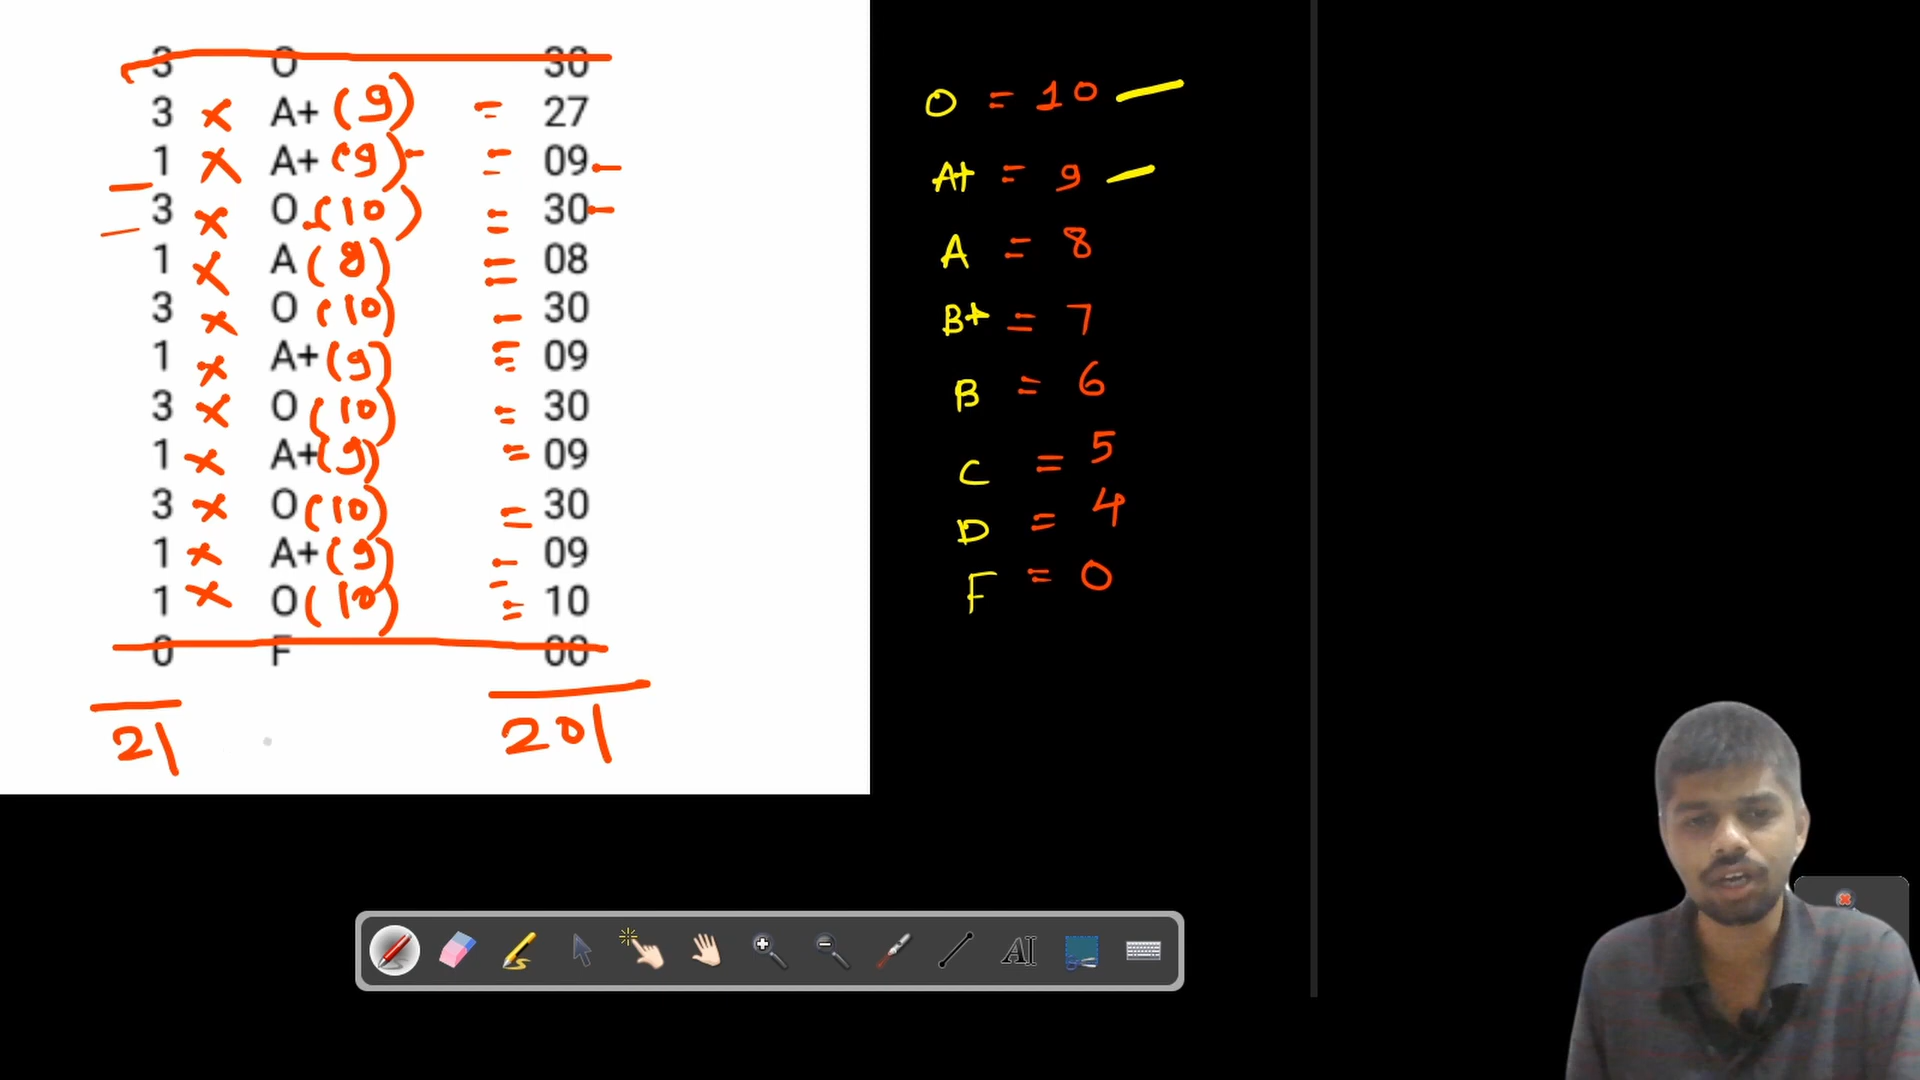 3 O 30
3 × A+ (9) = 27
1 × A+ (9) = 09
3 × O (10) = 30
1 × A (8) = 08
3 × O (10) = 30
1 × A+ (9) = 09
3 × O (10) = 30
1 × A+ (9) = 09
3 × O (10) = 30
1 × A+ (9) = 09
1 × O (10) = 10
0 F 00
21 201
O = 10
A+ = 9
A = 8
B+ = 7
B = 6
C = 5
D = 4
F = 0
AI